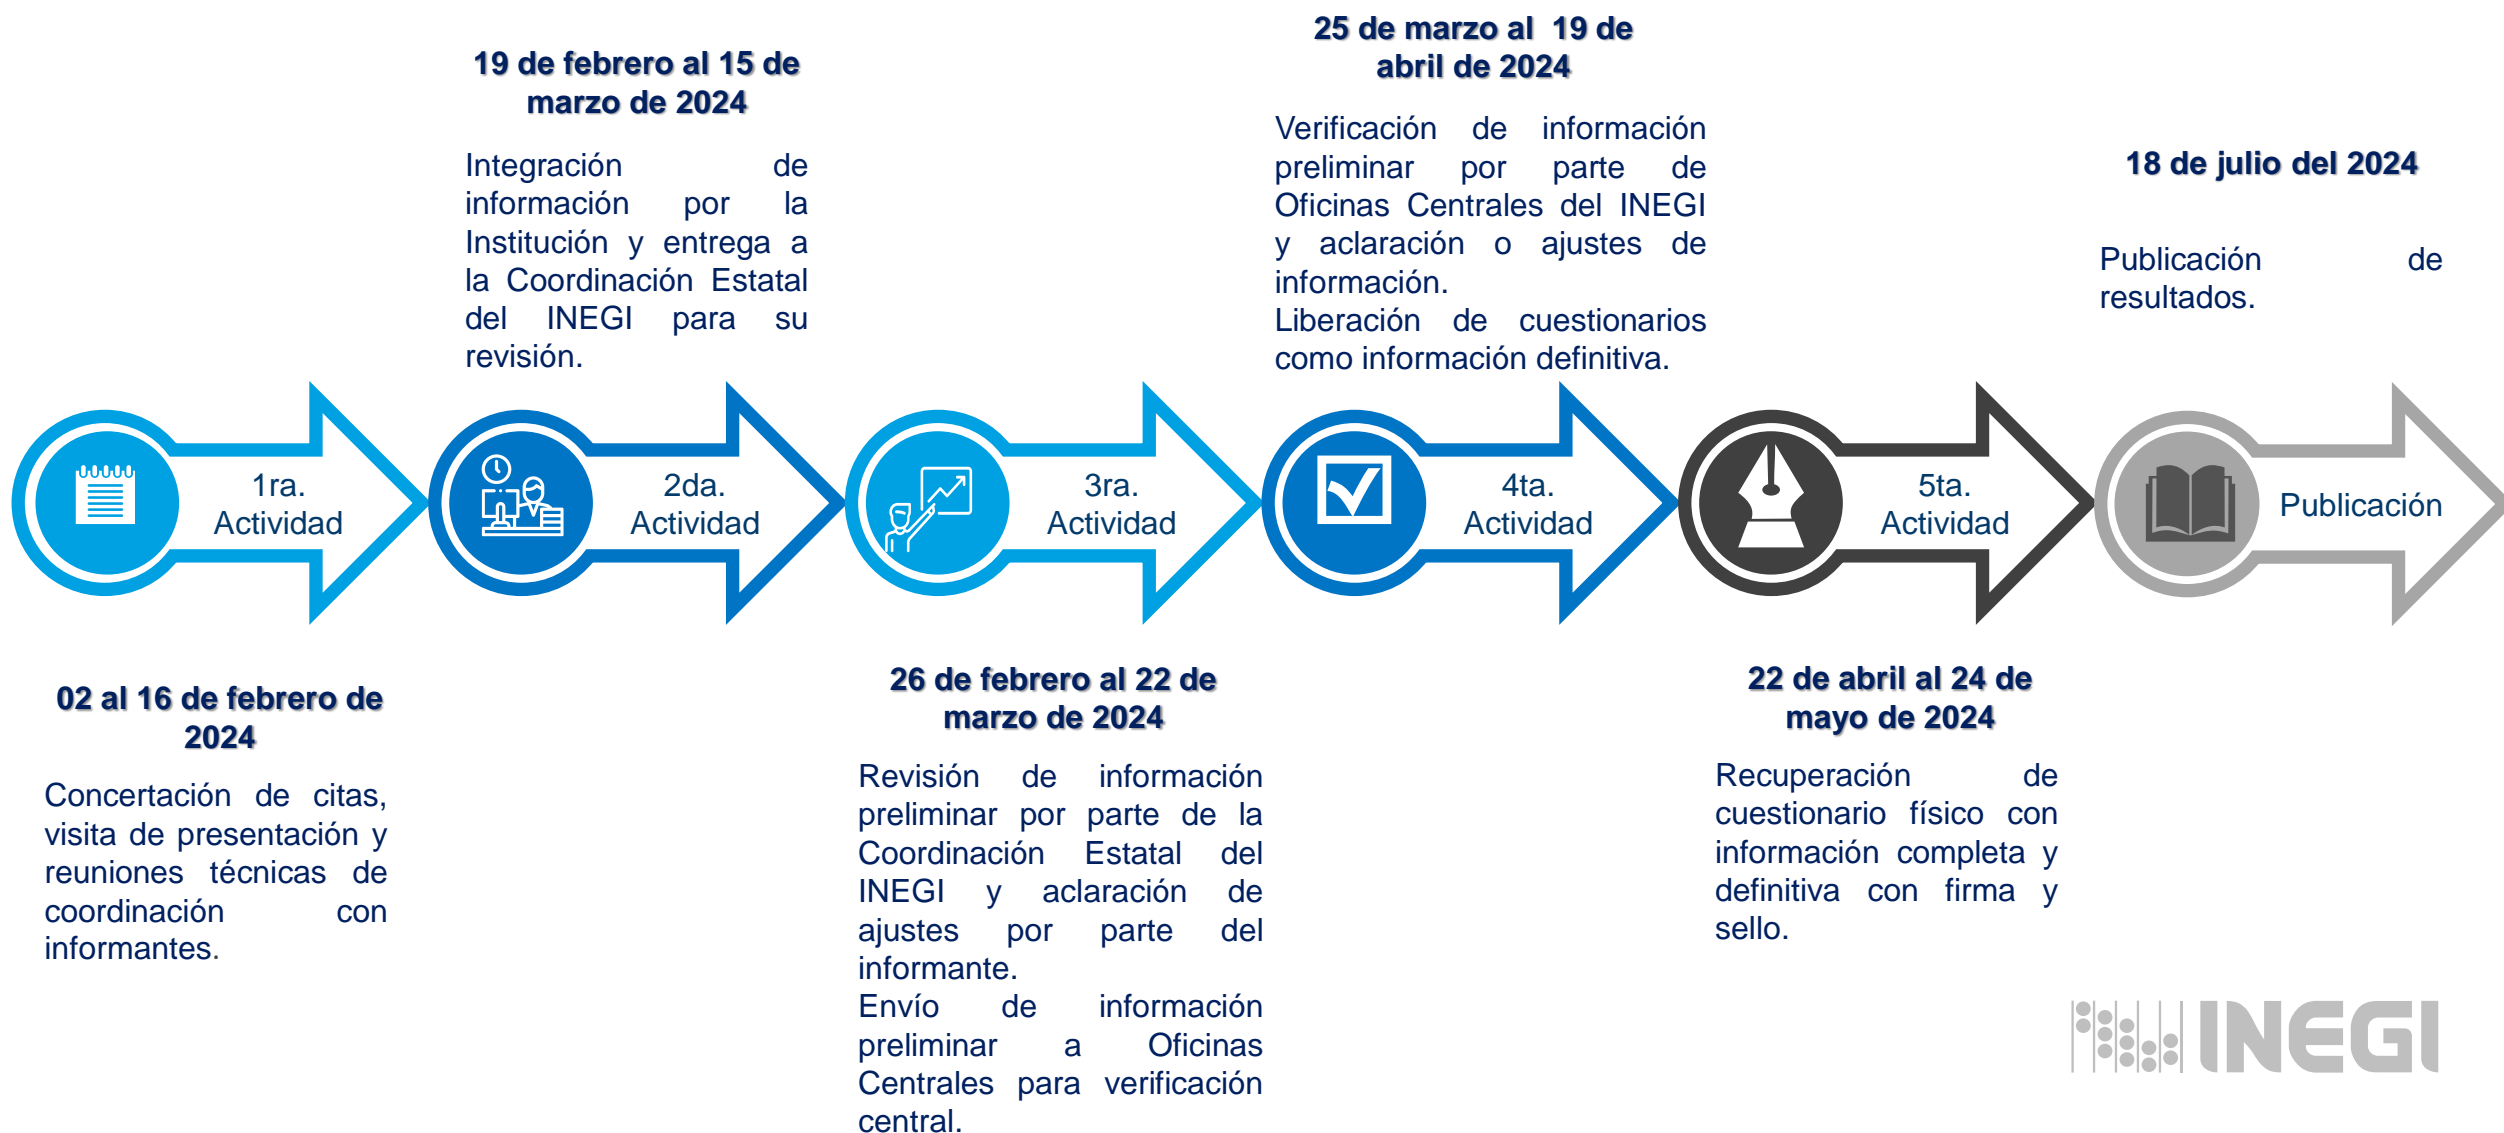 02 al 16 de febrero de
2024
Concertación de citas,
visita de presentación y
reuniones técnicas de
coordinación con
informantes.
1ra.
Actividad
19 de febrero al 15 de
marzo de 2024
Integración de
información por la
Institución y entrega a
la Coordinación Estatal
del INEGI para su
revisión.
2da.
Actividad
26 de febrero al 22 de
marzo de 2024
Revisión de información
preliminar por parte de la
Coordinación Estatal del
INEGI y aclaración de
ajustes por parte del
informante.
Envío de información
preliminar a Oficinas
Centrales para verificación
central.
3ra.
Actividad
25 de marzo al 19 de
abril de 2024
Verificación de información
preliminar por parte de
Oficinas Centrales del INEGI
y aclaración o ajustes de
información.
Liberación de cuestionarios
como información definitiva.
4ta.
Actividad
22 de abril al 24 de
mayo de 2024
Recuperación de
cuestionario físico con
información completa y
definitiva con firma y
sello.
5ta.
Actividad
18 de julio del 2024
Publicación de
resultados.
Publicación
INEGI